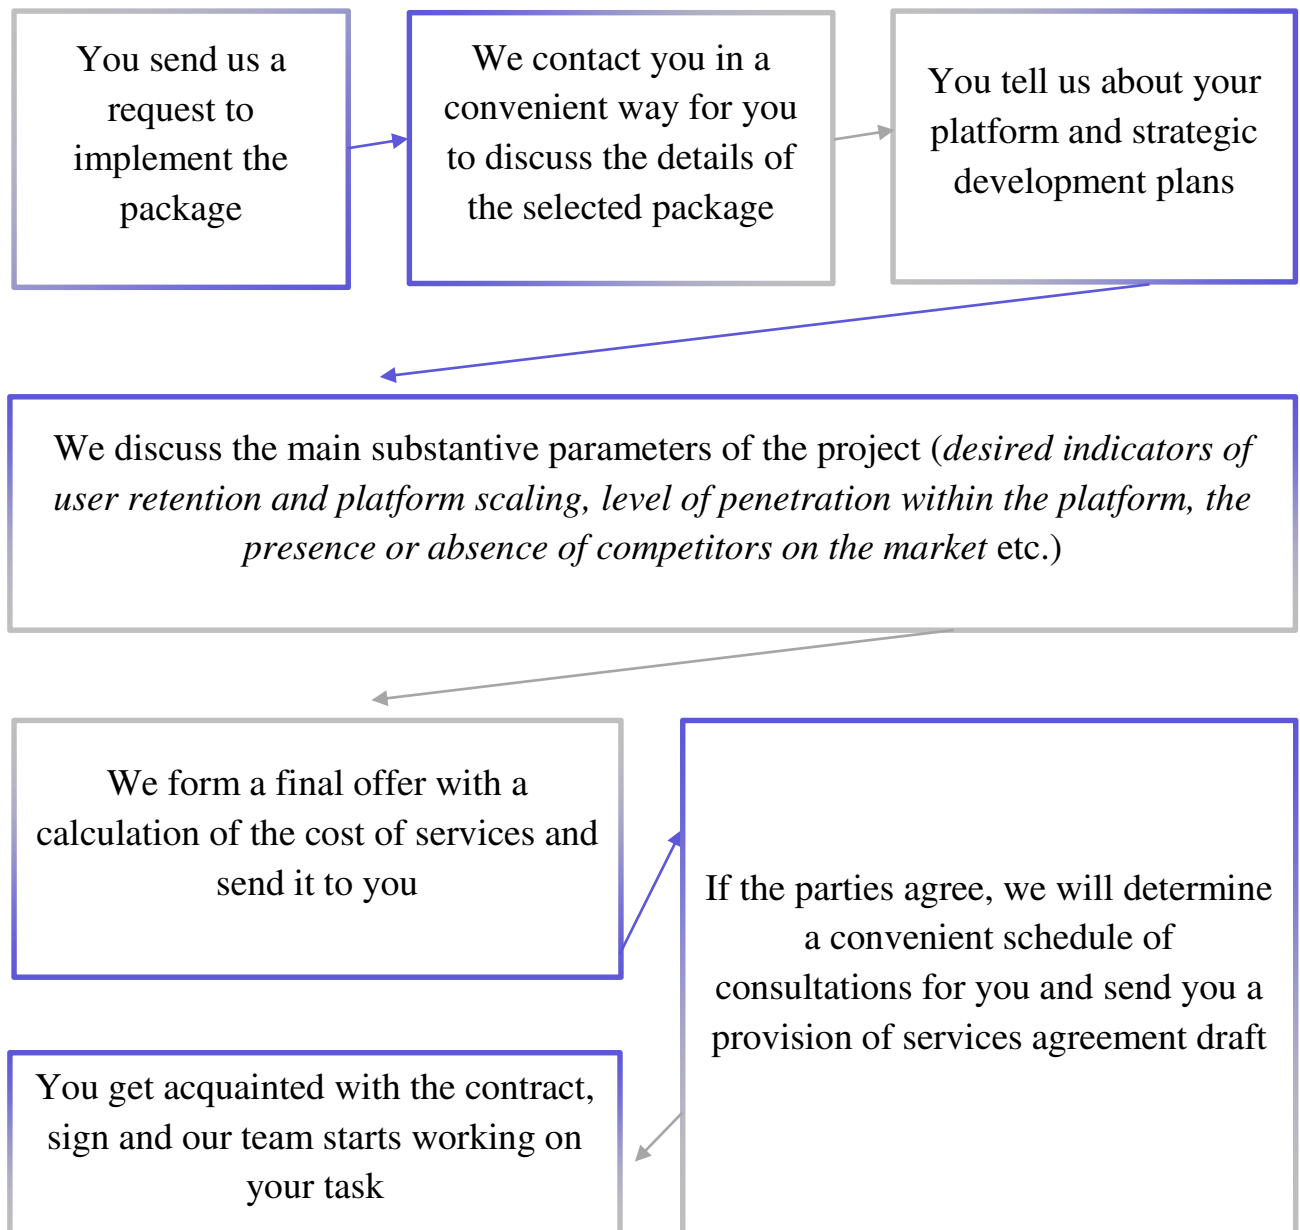 You send us a
request to
implement the
package
We contact you in a
convenient way for you
to discuss the details of
the selected package
You tell us about your
platform and strategic
development plans
We discuss the main substantive parameters of the project (desired indicators of
user retention and platform scaling, level of penetration within the platform, the
presence or absence of competitors on the market etc.)
We form a final offer with a
calculation of the cost of services and
send it to you
If the parties agree, we will determine
a convenient schedule of
consultations for you and send you a
provision of services agreement draft
You get acquainted with the contract,
sign and our team starts working on
your task